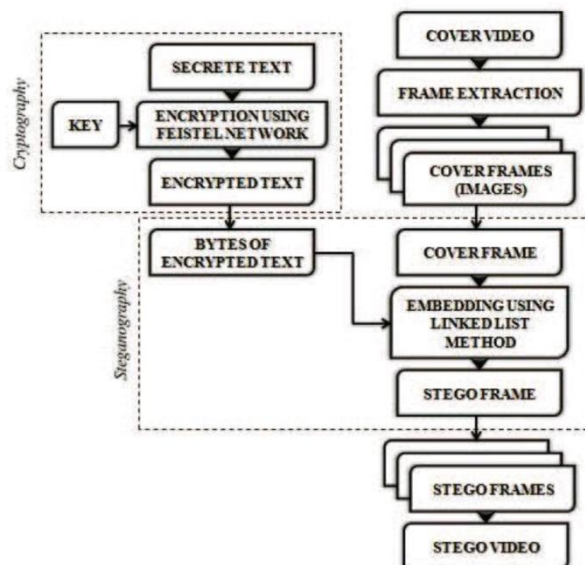 Cryptography
SECRETE TEXT
KEY
ENCRYPTION USING
FEISTEL NETWORK
ENCRYPTED TEXT
COVER VIDEO
FRAME EXTRACTION
COVER FRAMES
(IMAGES)
Steganography
BYTES OF
ENCRYPTED TEXT
COVER FRAME
EMBEDDING USING
LINKED LIST
METHOD
STEGO FRAME
STEGO FRAMES
STEGO VIDEO